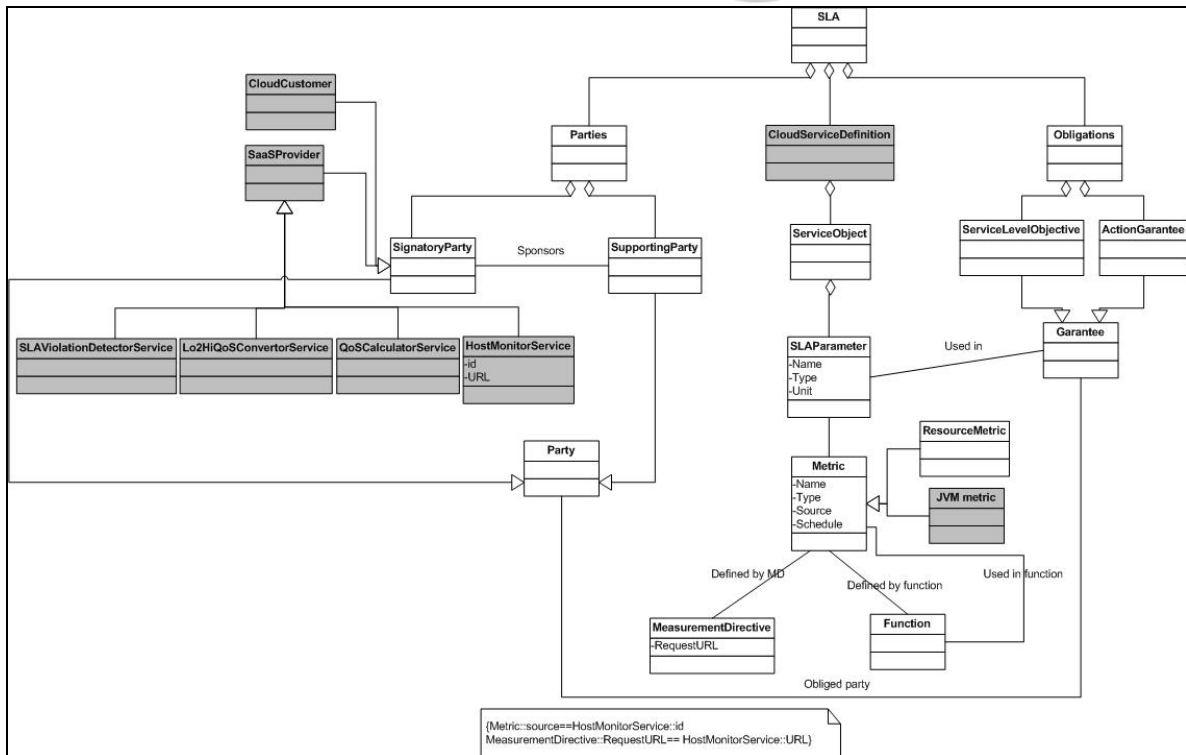 SLA
CloudCustomer
Parties
CloudServiceDefinition
Obligations
SaaSProvider
SignatoryParty
Sponsors
SupportingParty
ServiceObject
ServiceLevelObjective
ActionGarantee
SLAViolationDetectorService
Lo2HiQoSConvertorService
QoSCalculatorService
HostMonitorService
-id
-URL
SLAParameter
-Name
-Type
-Unit
Used in
Garantee
Party
Metric
-Name
-Type
-Source
-Schedule
ResourceMetric
JVM metric
Defined by MD
Defined by function
Used in function
MeasurementDirective
-RequestURL
Function
Obliged party
{Metric::source==HostMonitorService::id
MeasurementDirective::RequestURL== HostMonitorService::URL}